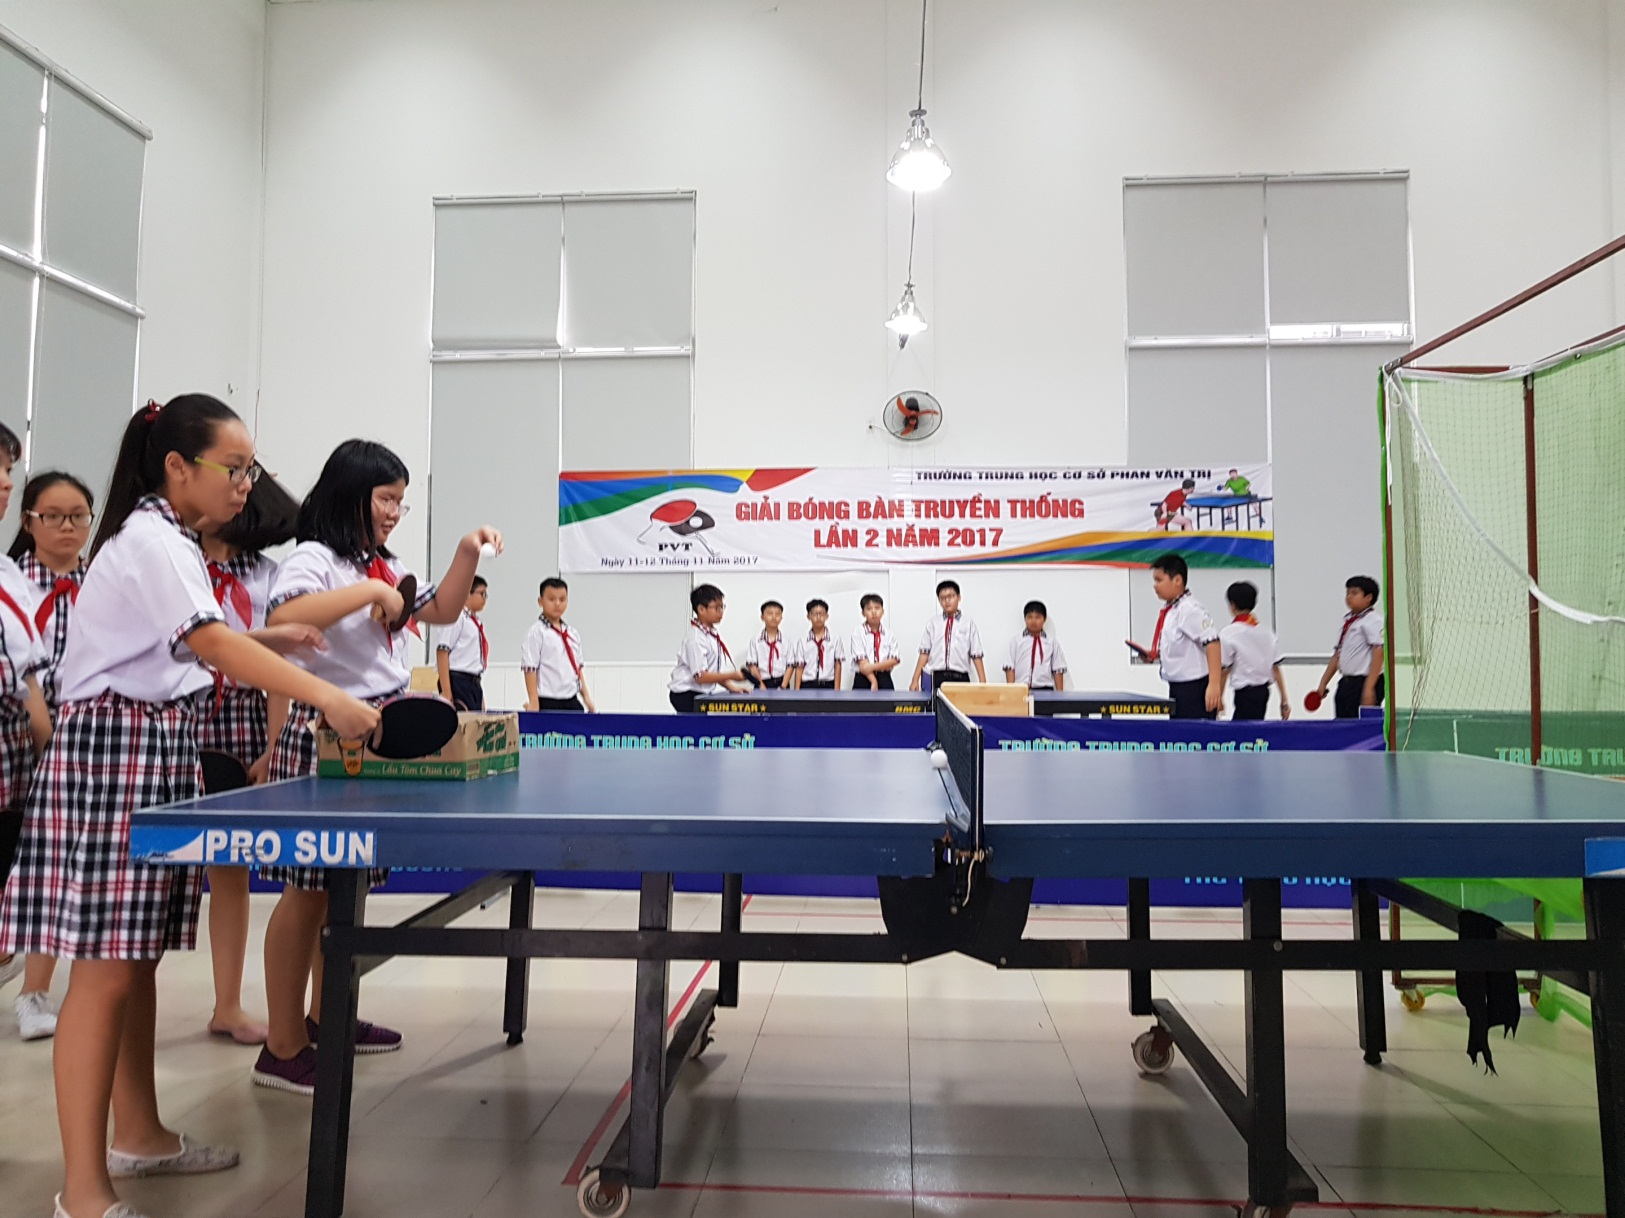 TRƯỜNG TRUNG HỌC CƠ SỞ PHAN VĂN TRỊ
GIẢI BÓNG BÀN TRUYỀN THỐNG
LẦN 2 NĂM 2017
PVT
Ngày 11-12 Tháng 11 Năm 2017
★ SUN STAR ★
BMC
★ SUN STAR ★
TRƯỜNG TRUNG HỌC CƠ SỞ
TRƯỜNG TRUNG HỌC CƠ SỞ
TRƯỜNG
Lẩu Tôm Chua Cay
PRO SUN